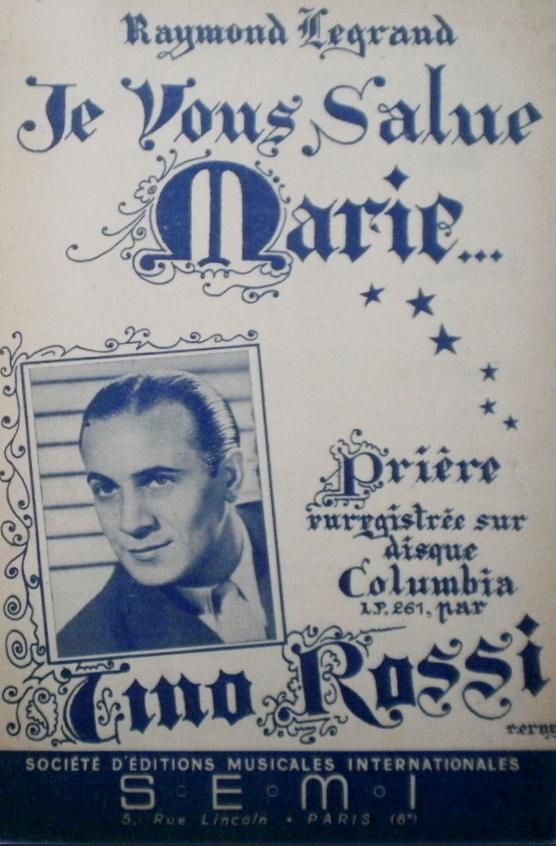 Raymond Legrand
Je Vous Salue
Marie...
Prière
enregistrée sur
disque
Columbia
LF. 261, par
Tino Rossi
SOCIÉTÉ D'ÉDITIONS MUSICALES INTERNATIONALES
S.E.M.I
5, Rue Lincoln • PARIS (8e)